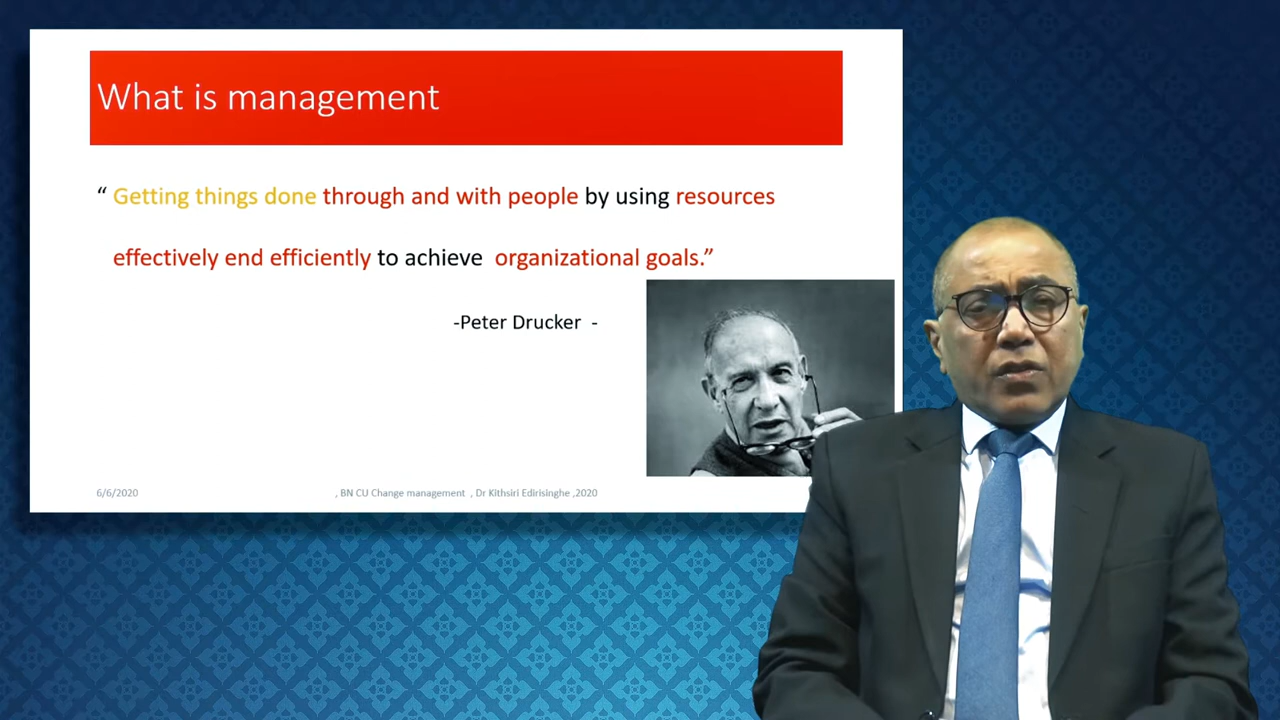 What is management
“ Getting things done through and with people by using resources
effectively end efficiently to achieve organizational goals.”
-Peter Drucker -
6/6/2020
, BN CU Change management , Dr Kithsiri Edirisinghe ,2020